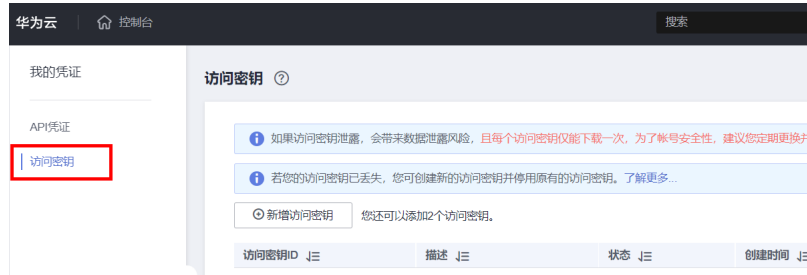 华为云 控制台 搜索
我的凭证
访问密钥
API凭证
访问密钥
如果访问密钥泄露，会带来数据泄露风险，且每个访问密钥仅能下载一次，为了帐号安全性，建议您定期更换并
若您的访问密钥已丢失，您可创建新的访问密钥并停用原有的访问密钥。了解更多...
新增访问密钥 您还可以添加2个访问密钥。
访问密钥ID 描述 状态 创建时间